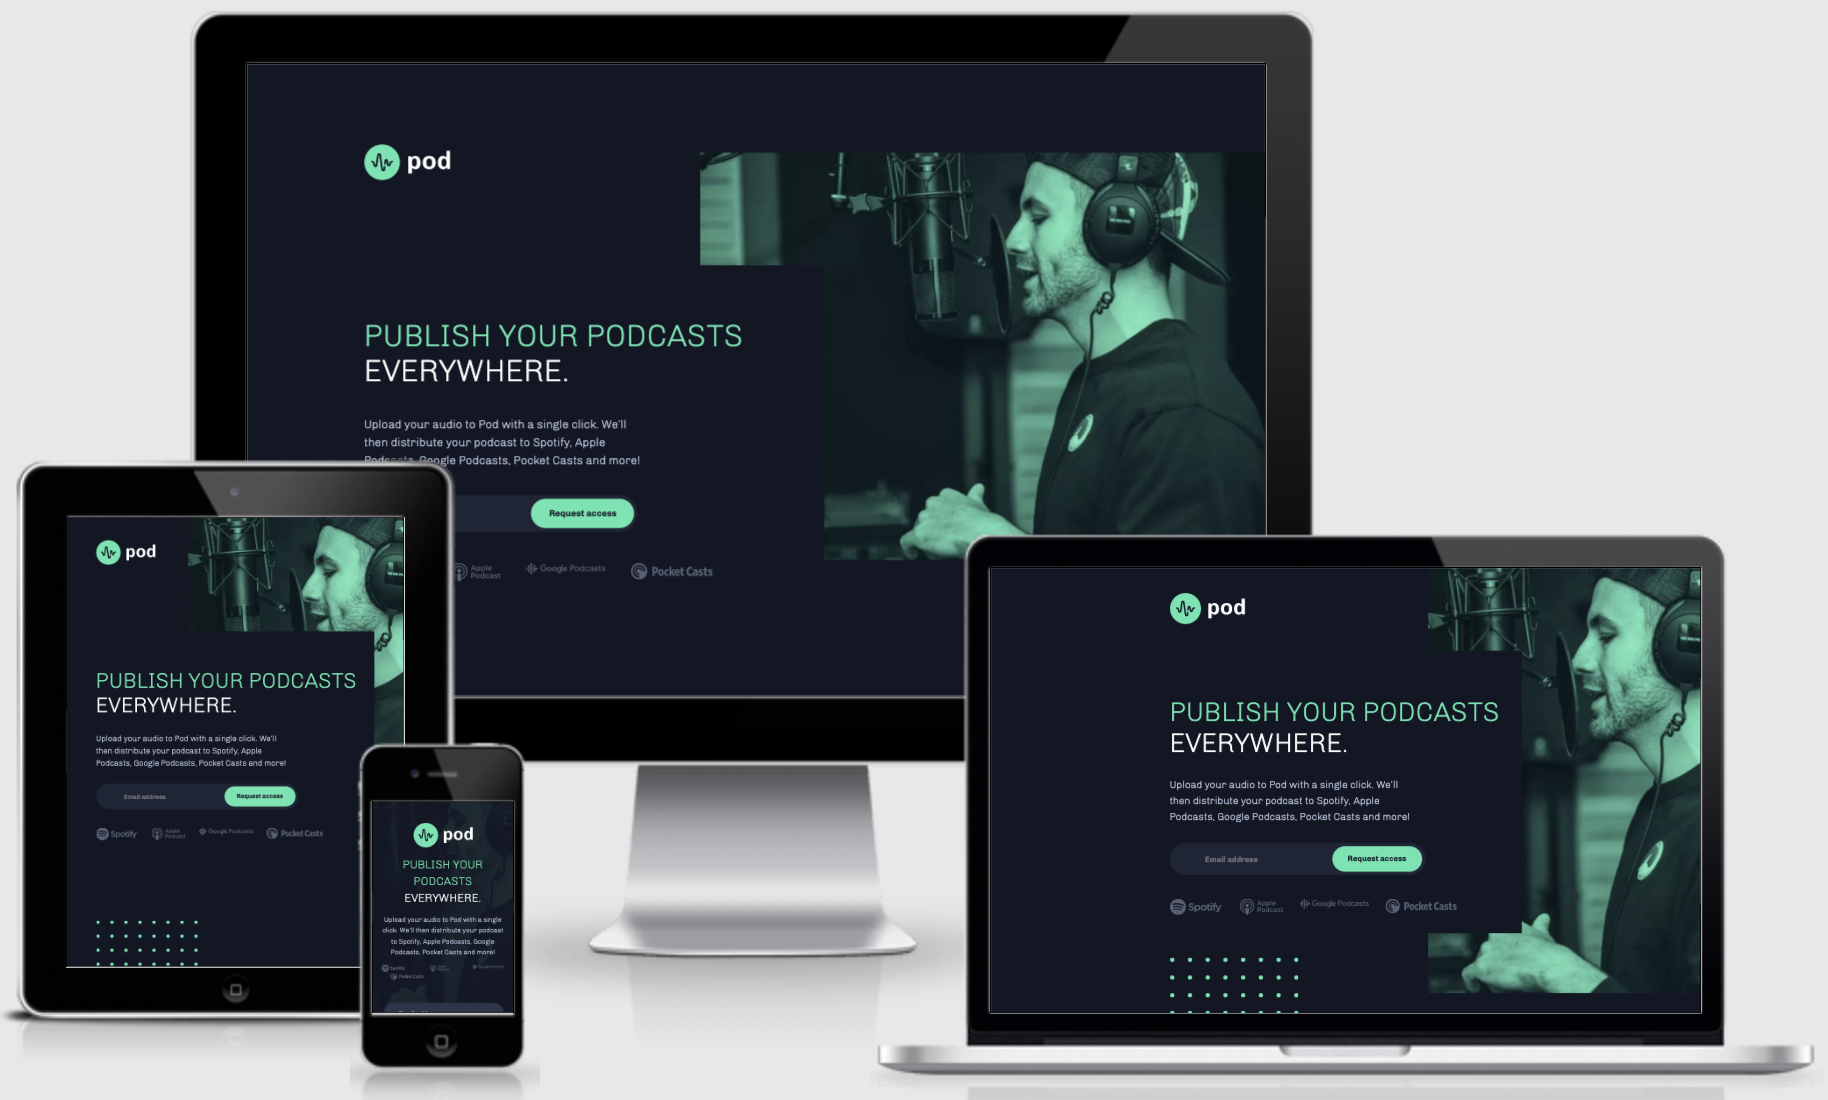 pod
PUBLISH YOUR PODCASTS
EVERYWHERE.
Upload your audio to Pod with a single click. We'll
then distribute your podcast to Spotify, Apple
Podcasts, Google Podcasts, Pocket Casts and more!
Request access
Apple
Podcast
Google Podcasts
Pocket Casts
pod
PUBLISH YOUR PODCASTS
EVERYWHERE.
Upload your audio to Pod with a single click. We'll
then distribute your podcast to Spotify, Apple
Podcasts, Google Podcasts, Pocket Casts and more!
Email address
Request access
Spotify
Apple
Podcast
Google Podcasts
Pocket Casts
pod
PUBLISH YOUR
PODCASTS
EVERYWHERE.
Upload your audio to Pod with a single
click. We'll then distribute your podcast
to Spotify, Apple Podcasts, Google
Podcasts, Pocket Casts and more!
Spotify
Google Podcasts
Pocket Casts
pod
PUBLISH YOUR PODCASTS
EVERYWHERE.
Upload your audio to Pod with a single click. We'll
then distribute your podcast to Spotify, Apple
Podcasts, Google Podcasts, Pocket Casts and more!
Email address
Request access
Spotify
Apple
Podcast
Google Podcasts
Pocket Casts